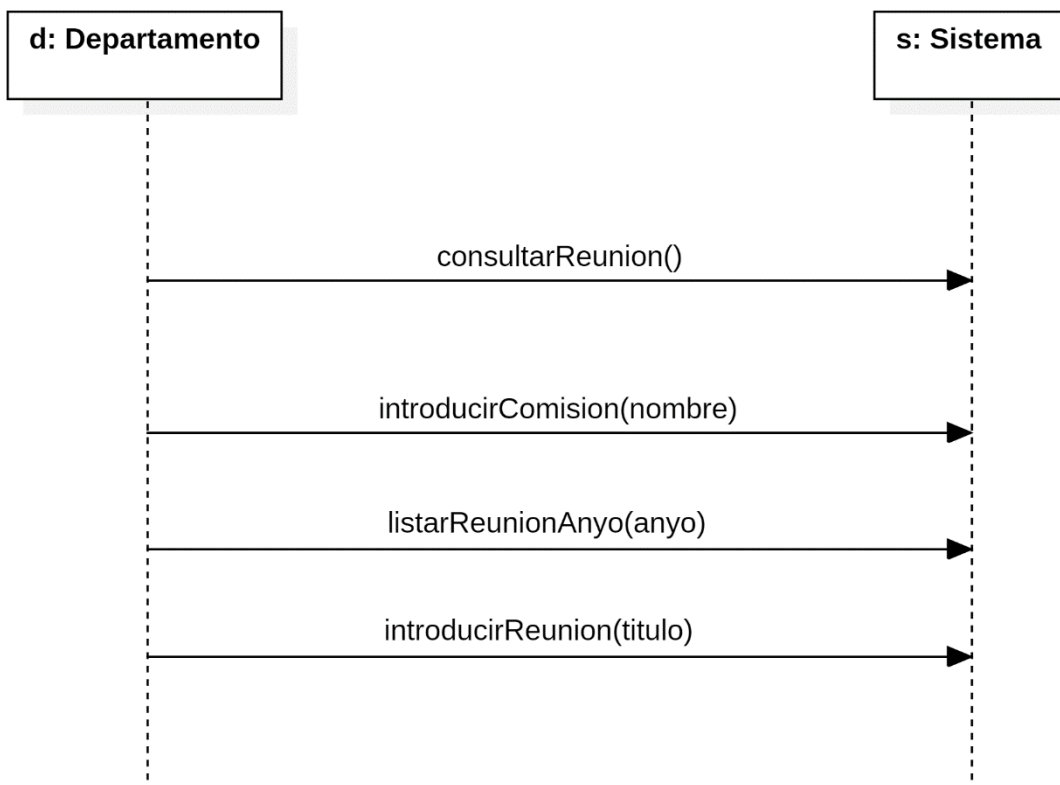 d: Departamento
s: Sistema
consultarReunion()
introducirComision(nombre)
listarReunionAnyo(anyo)
introducirReunion(titulo)